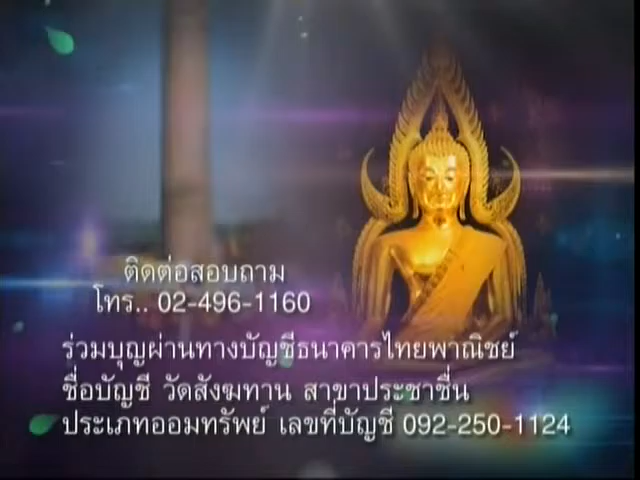 ติดต่อสอบถาม
โทร.. 02-496-1160
ร่วมบุญผ่านทางบัญชีธนาคารไทยพาณิชย์
ชื่อบัญชี วัดสังฆทาน สาขาประชาชื่น
ประเภทออมทรัพย์ เลขที่บัญชี 092-250-1124